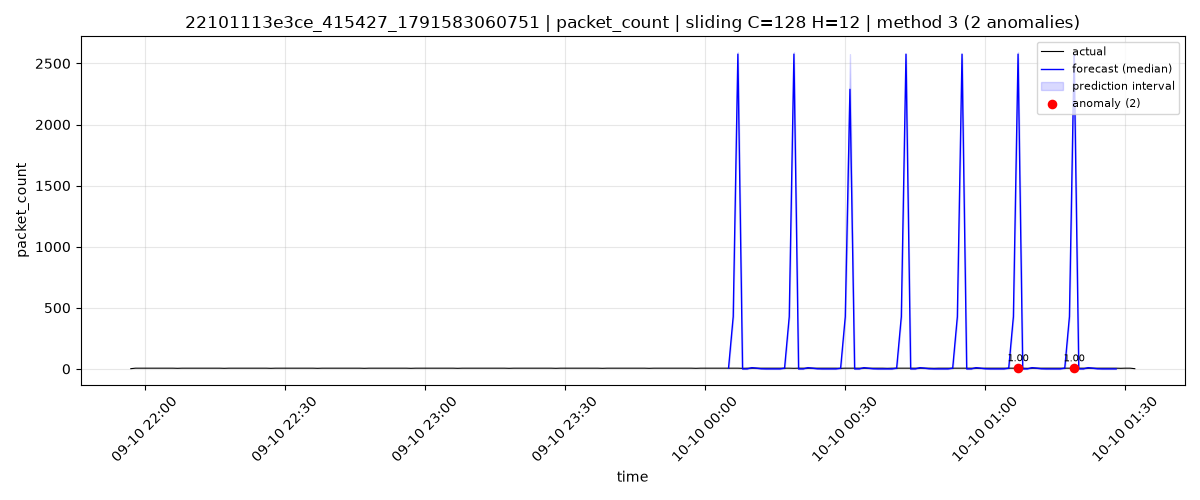 22101113e3ce_415427_1791583060751 | packet_count | sliding C=128 H=12 | method 3 (2 anomalies)
packet_count
2500
2000
1500
1000
500
0
actual
forecast (median)
prediction interval
anomaly (2)
1.00
1.00
09-10 22:00
09-10 22:30
09-10 23:00
09-10 23:30
10-10 00:00
10-10 00:30
10-10 01:00
10-10 01:30
time